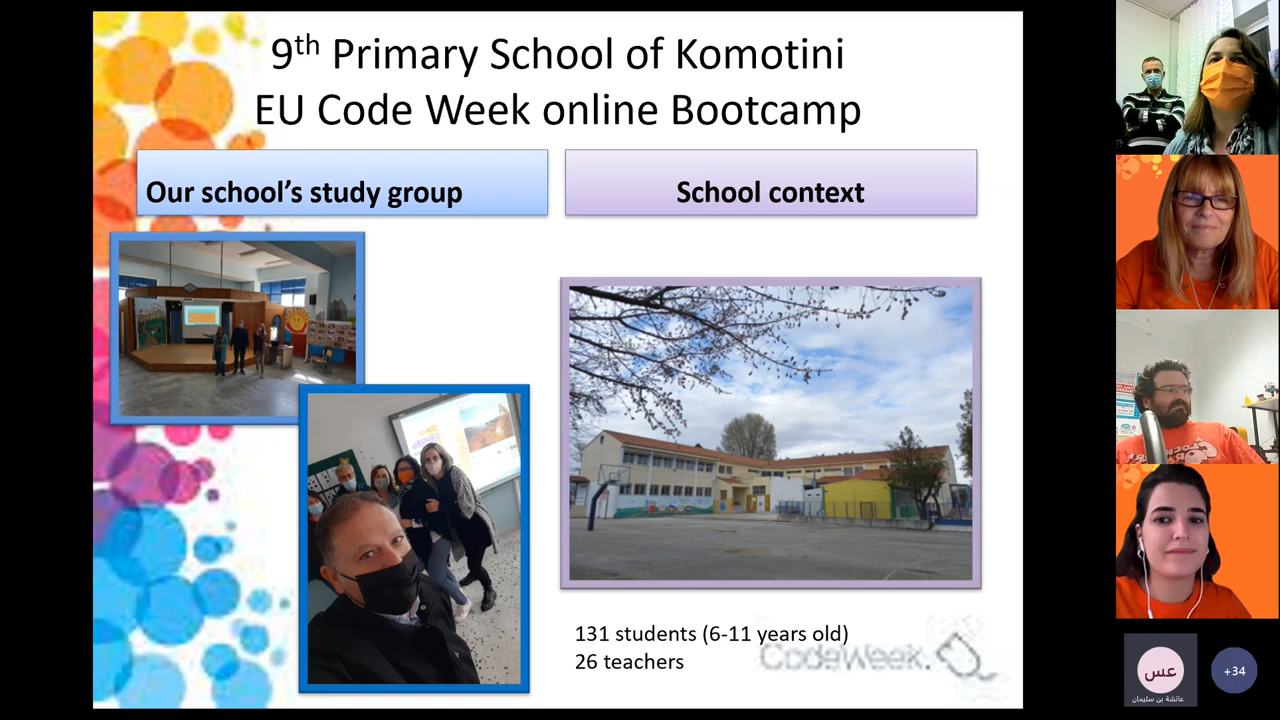 9th Primary School of Komotini
EU Code Week online Bootcamp
Our school's study group
School context
131 students (6-11 years old)
26 teachers
CodeWeek.
عس
عائشة بن سليمان
+34